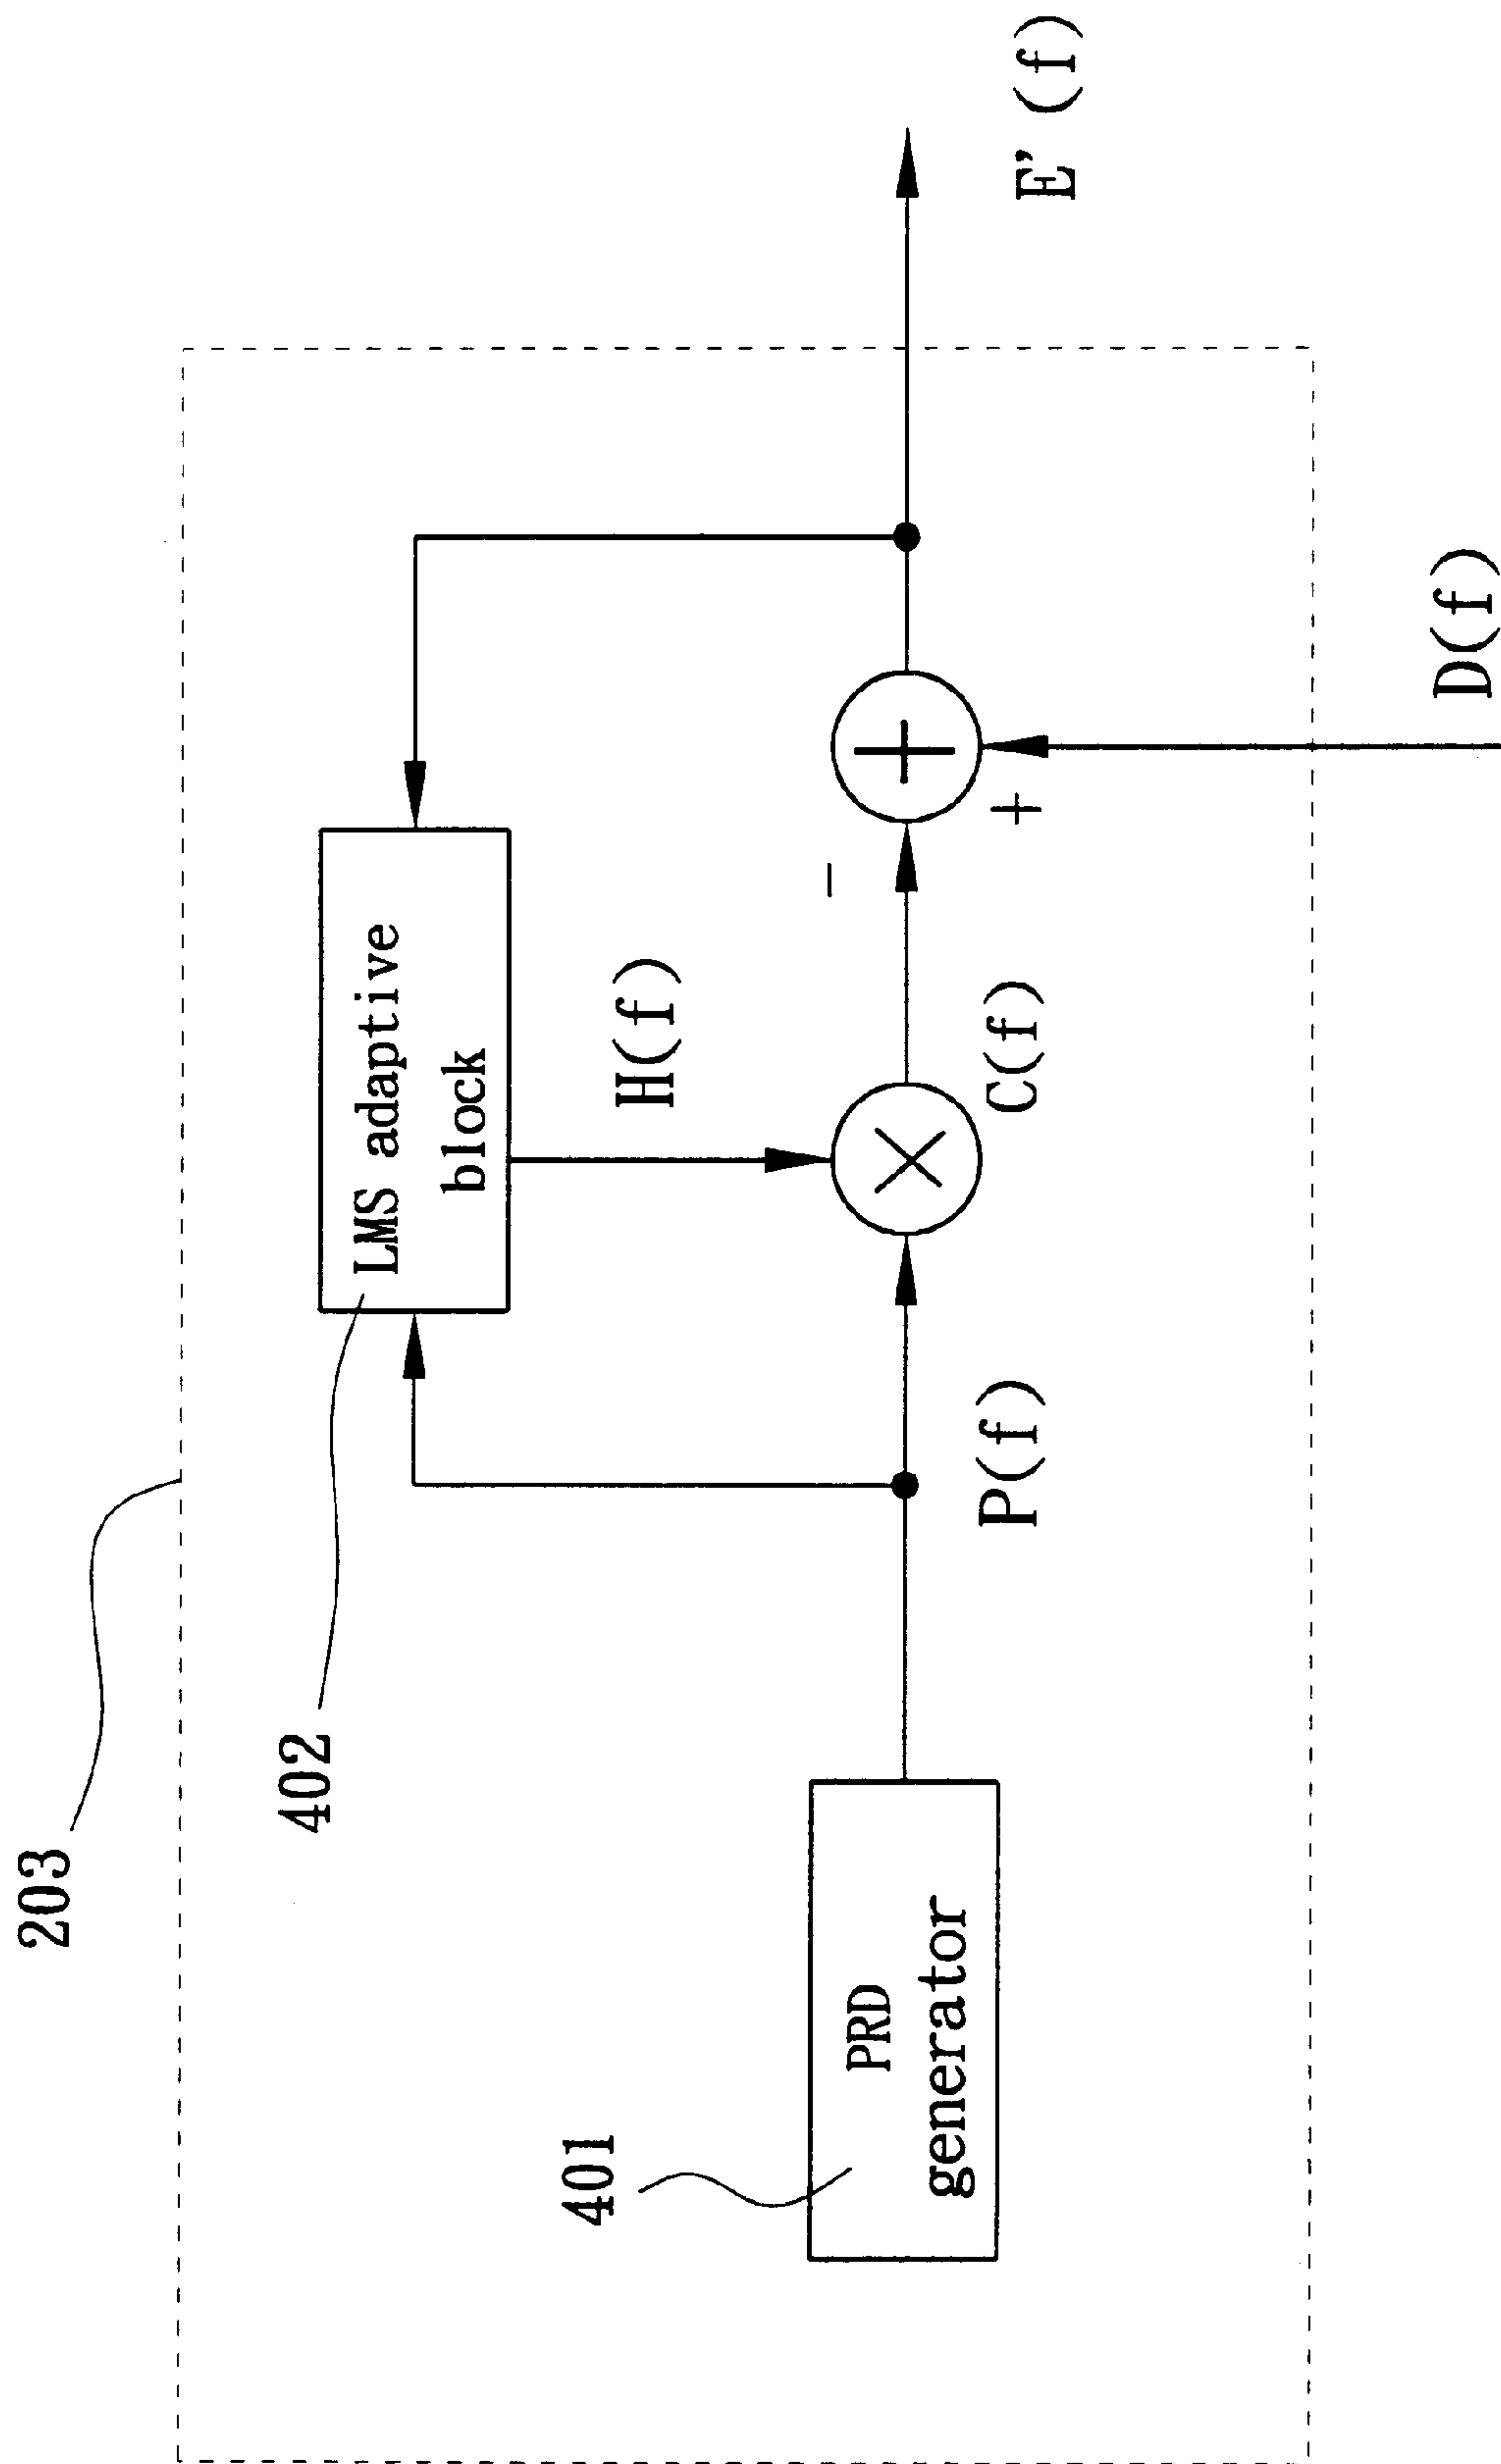 203
402
LMS adaptive
block
H(f)
401
PRD
generator
P(f)
×
C(f)
−
+
+
D(f)
E'(f)